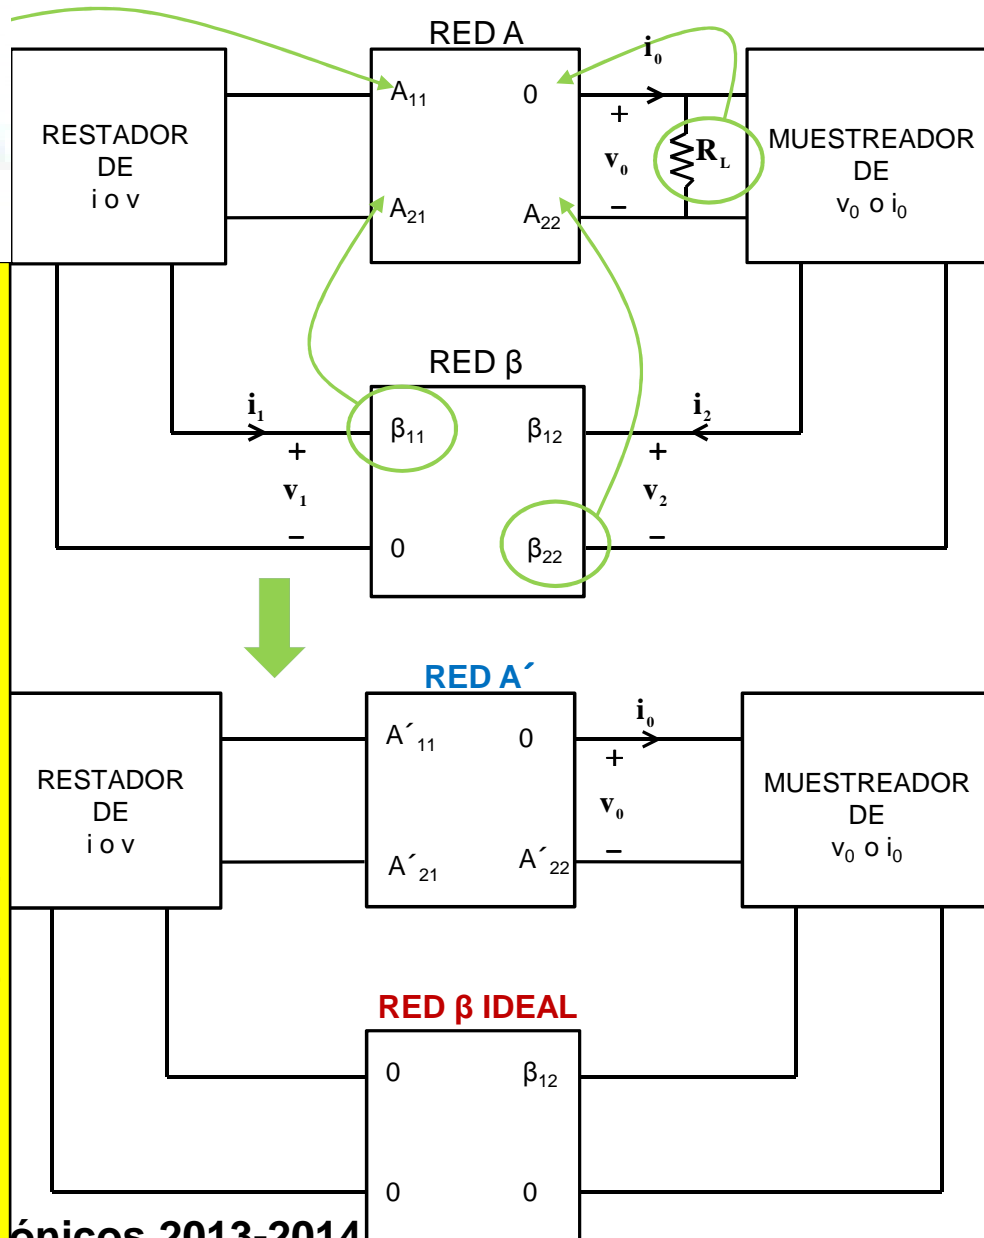 RED A
i₀
A₁₁ 0
RESTADOR
DE
i o v
+
v₀
R_L
−
MUESTREADOR
DE
v₀ o i₀
A₂₁ A₂₂
RED β
i₁
i₂
β₁₁ β₁₂
+
v₁
−
+
v₂
−
0 β₂₂
RED A´
i₀
A´₁₁ 0
RESTADOR
DE
i o v
+
v₀
−
MUESTREADOR
DE
v₀ o i₀
A´₂₁ A´₂₂
RED β IDEAL
0 β₁₂
0 0
ónicos 2013-2014